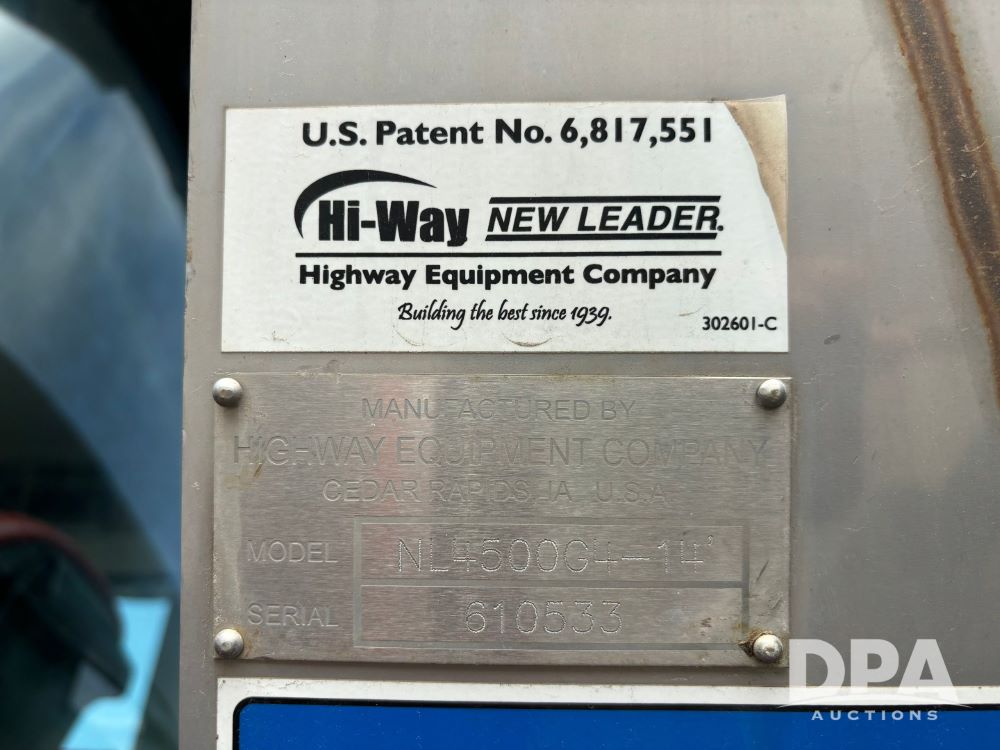 U.S. Patent No. 6,817,551
Hi-Way NEW LEADER.
Highway Equipment Company
Building the best since 1939.
302601-C
MANUFACTURED BY
HIGHWAY EQUIPMENT COMPANY
CEDAR RAPIDS, IA, U.S.A.
MODEL NL4500G4-14'
SERIAL 610533
DPA
AUCTIONS